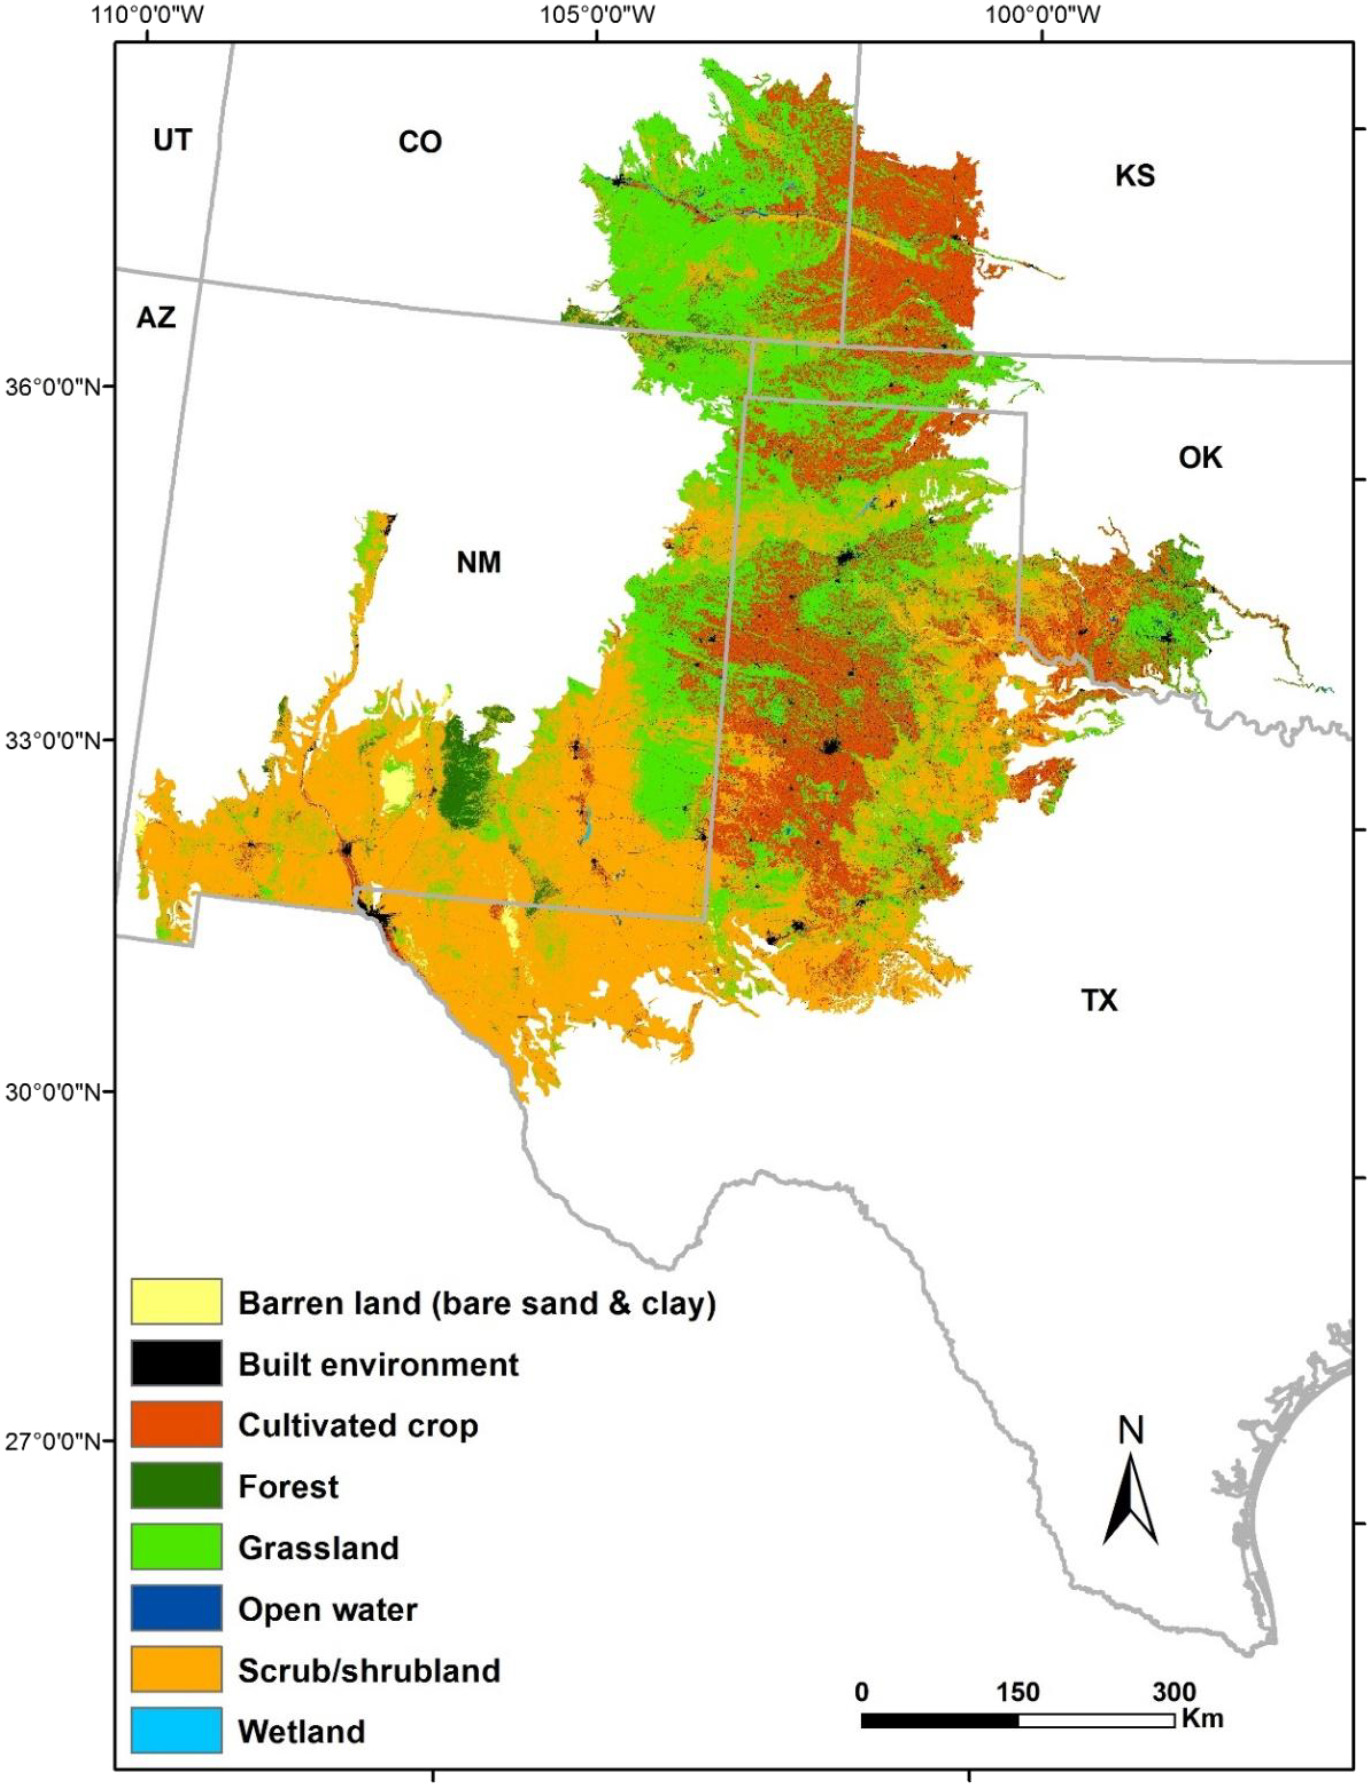 110°0'0"W 105°0'0"W 100°0'0"W
UT CO KS
AZ
36°0'0"N
OK
NM
33°0'0"N
TX
30°0'0"N
Barren land (bare sand & clay)
Built environment
Cultivated crop
27°0'0"N
N
Forest
Grassland
Open water
Scrub/shrubland
0 150 300
Km
Wetland